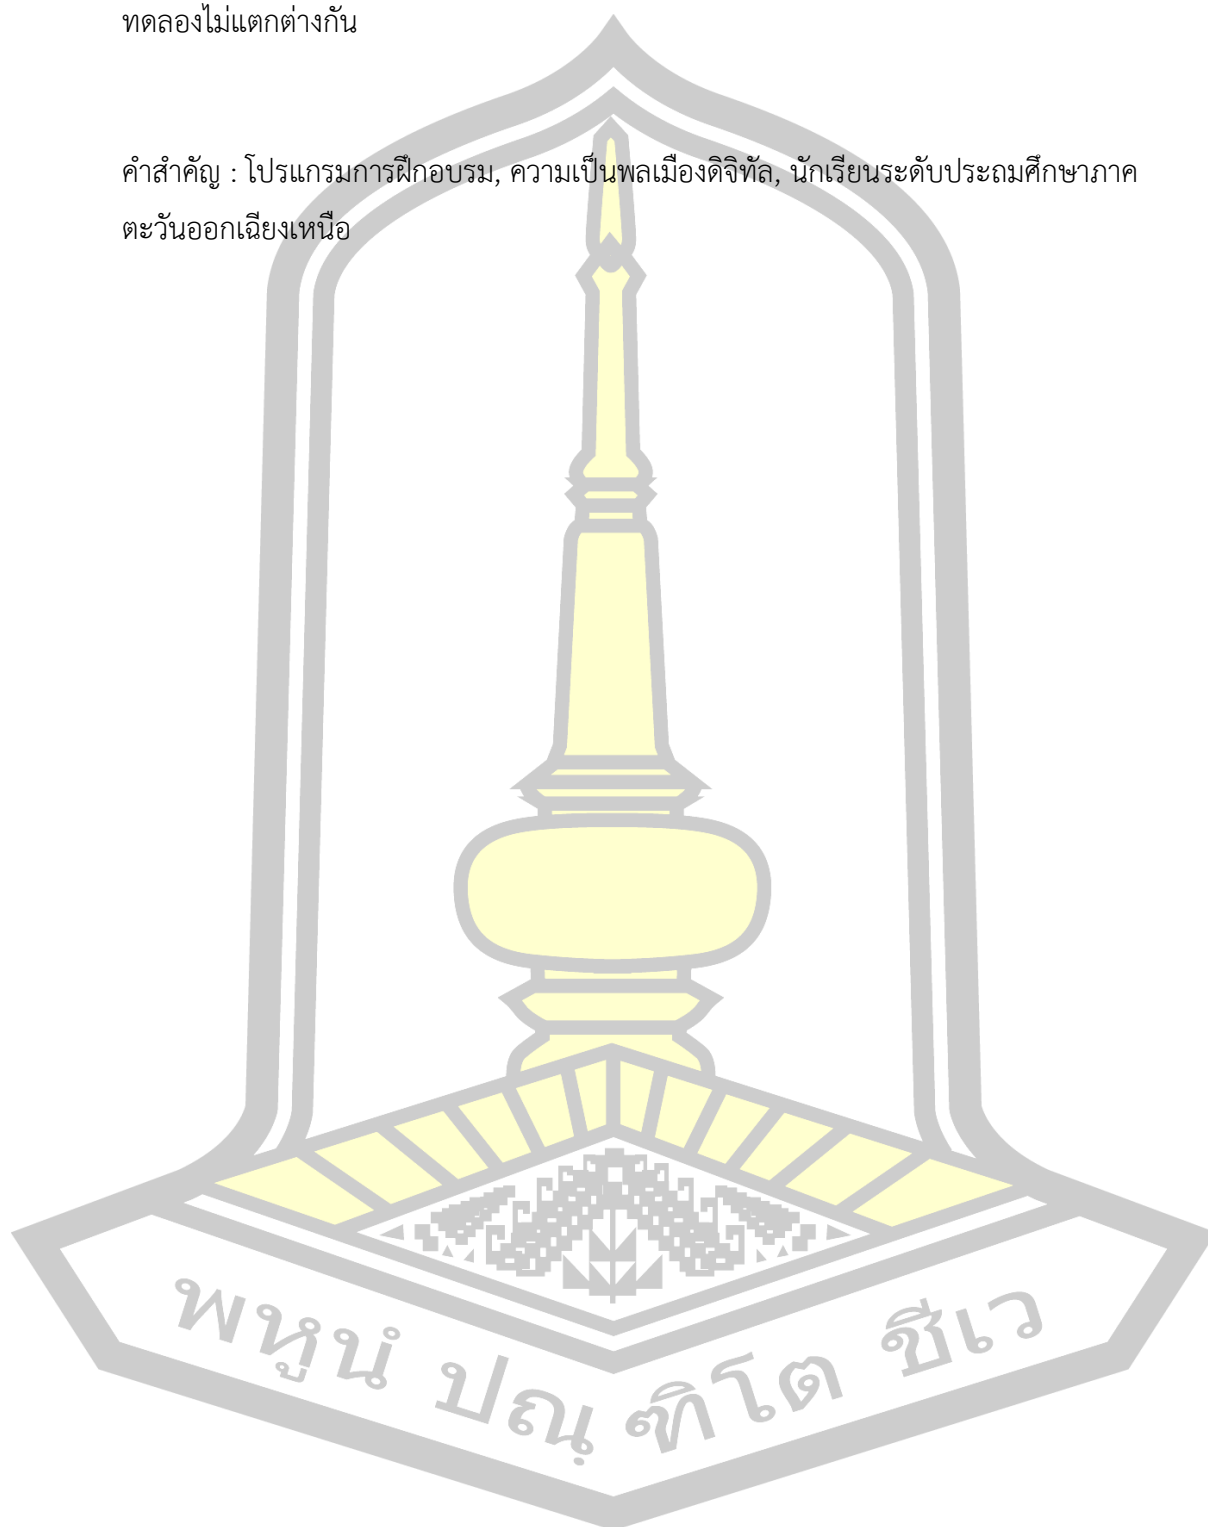 ทดลองไม่แตกต่างกัน
คำสำคัญ : โปรแกรมการฝึกอบรม, ความเป็นพลเมืองดิจิทัล, นักเรียนระดับประถมศึกษาภาค
ตะวันออกเฉียงเหนือ
พหูนํ ปณฺฑิโต ชีเว